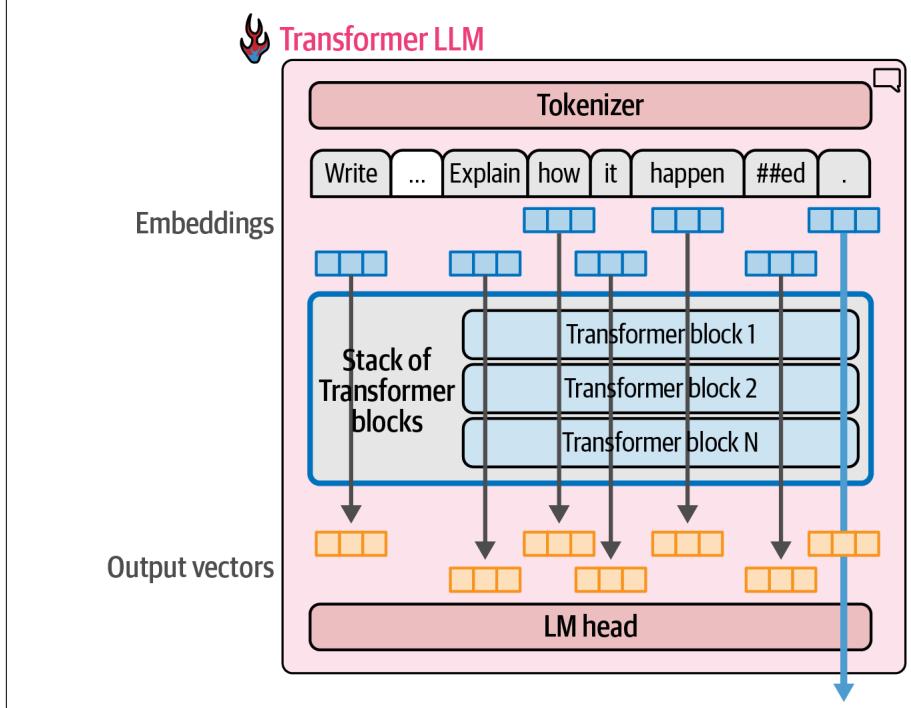 Transformer LLM
Tokenizer
Write ... Explain how it happen ##ed .
Embeddings
Stack of
Transformer
blocks
Transformer block 1
Transformer block 2
Transformer block N
Output vectors
LM head